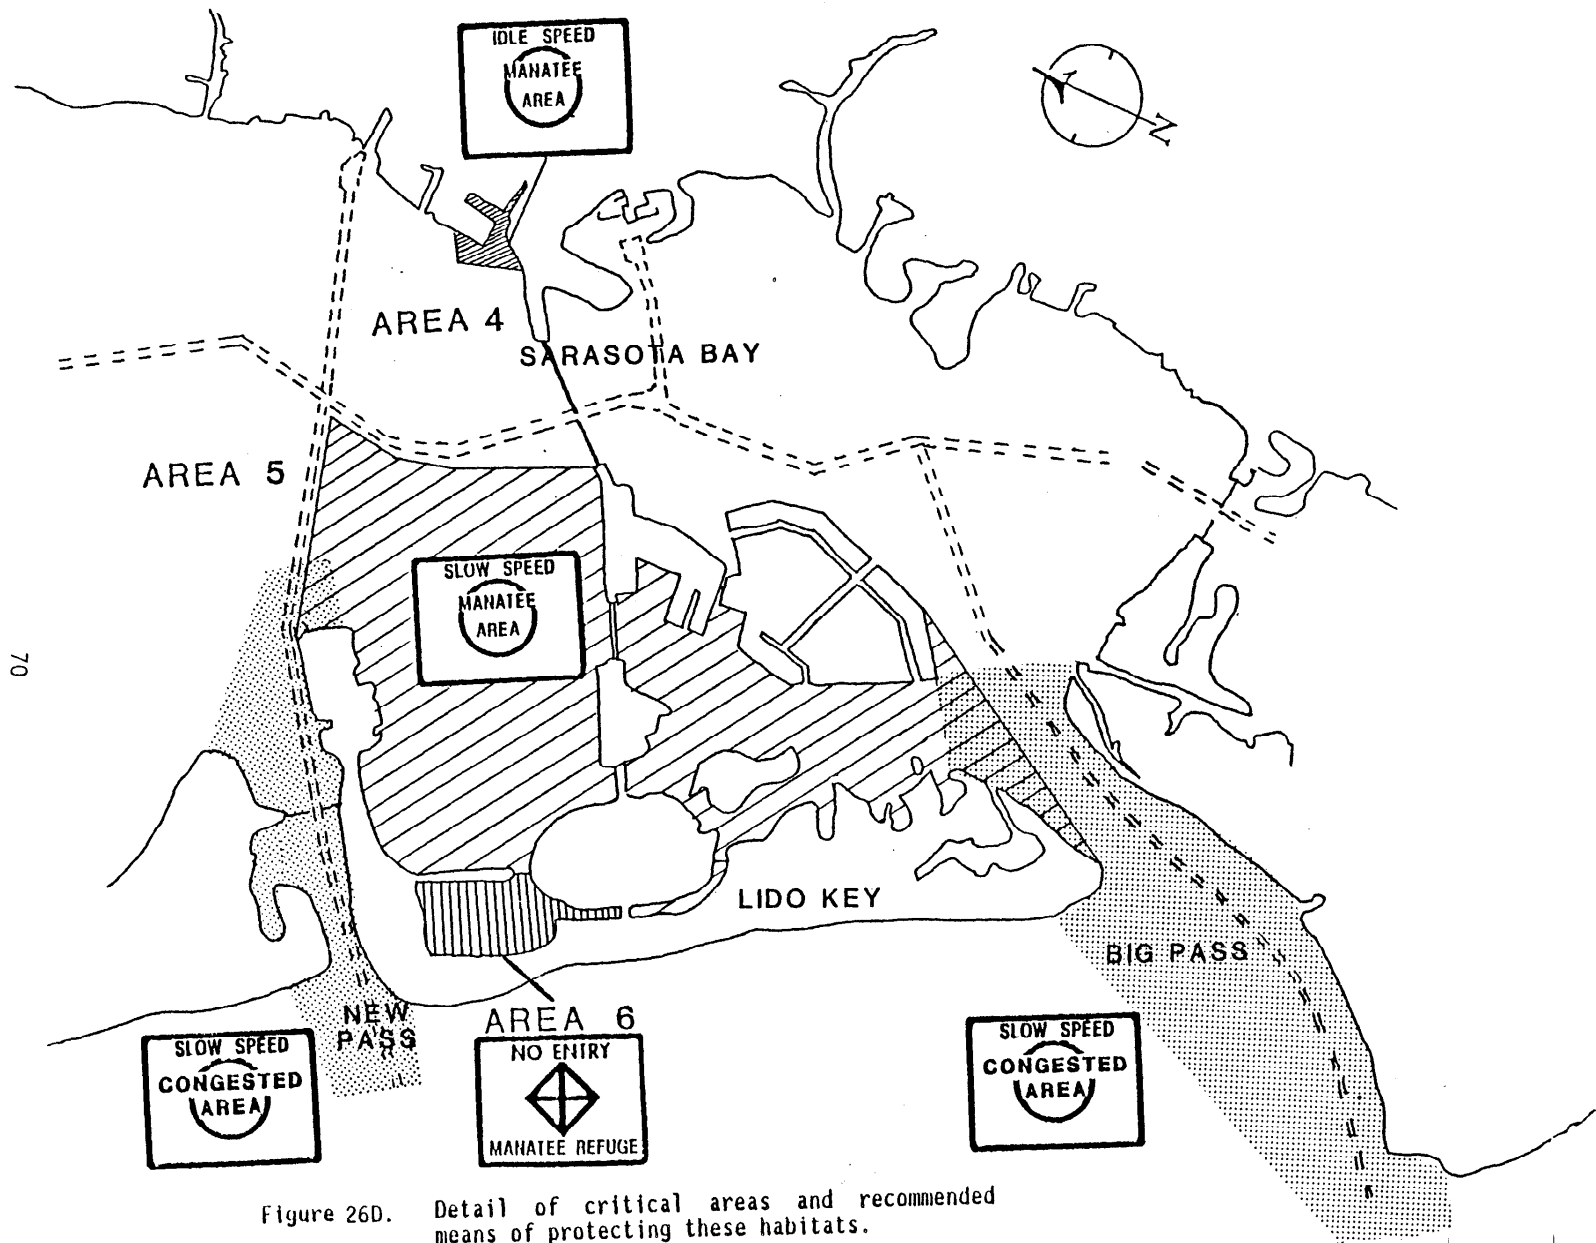 IDLE SPEED
MANATEE
AREA
N
AREA 4
SARASOTA BAY
AREA 5
SLOW SPEED
MANATEE
AREA
70
LIDO KEY
BIG PASS
NEW
PASS
AREA 6
SLOW SPEED
CONGESTED
AREA
NO ENTRY
MANATEE REFUGE
SLOW SPEED
CONGESTED
AREA
Figure 26D. Detail of critical areas and recommended
means of protecting these habitats.